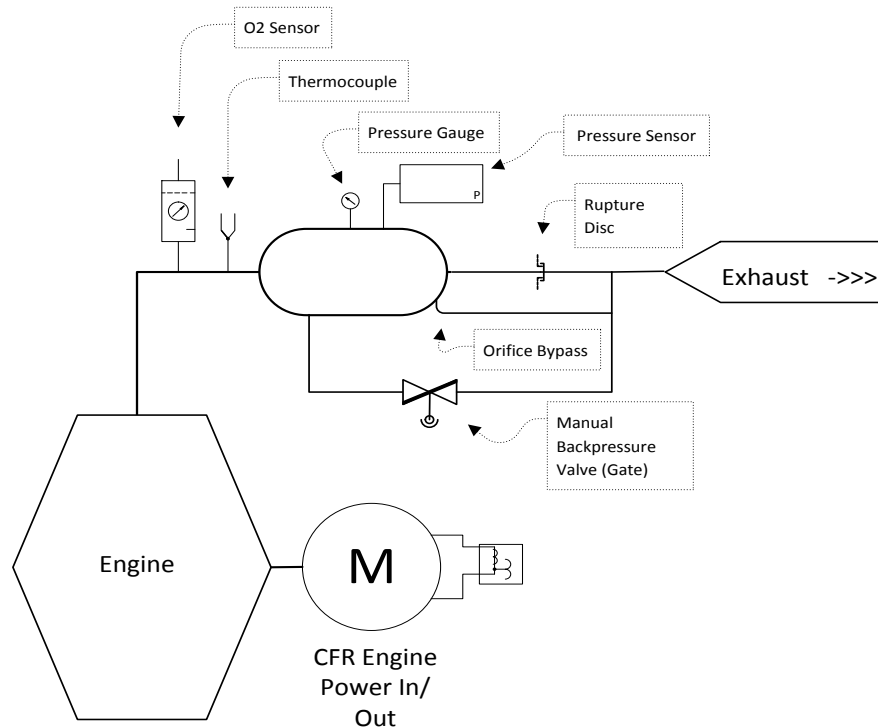 O2 Sensor
Thermocouple
Pressure Gauge
Pressure Sensor
P
Rupture
Disc
Exhaust ->>>
Orifice Bypass
Manual
Backpressure
Valve (Gate)
Engine
M
CFR Engine
Power In/
Out